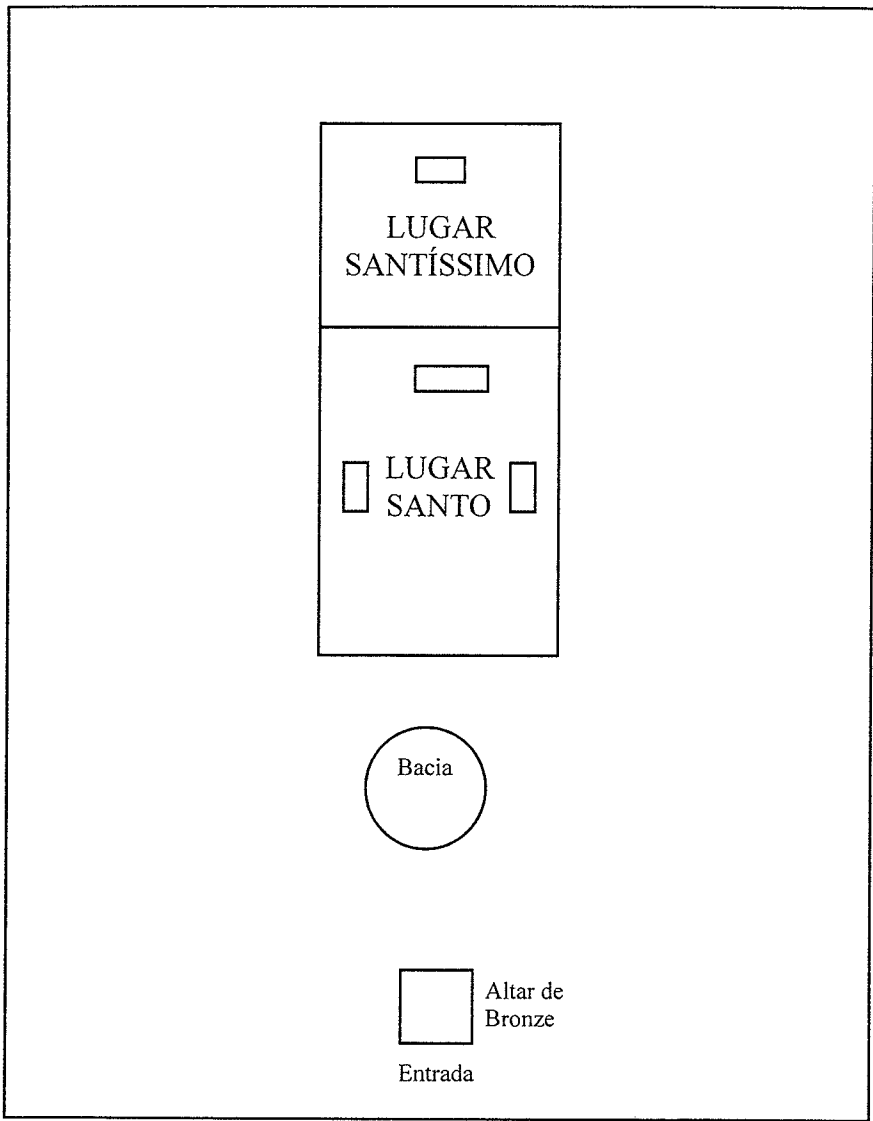 LUGAR
SANTÍSSIMO
LUGAR
SANTO
Bacia
Altar de
Bronze
Entrada